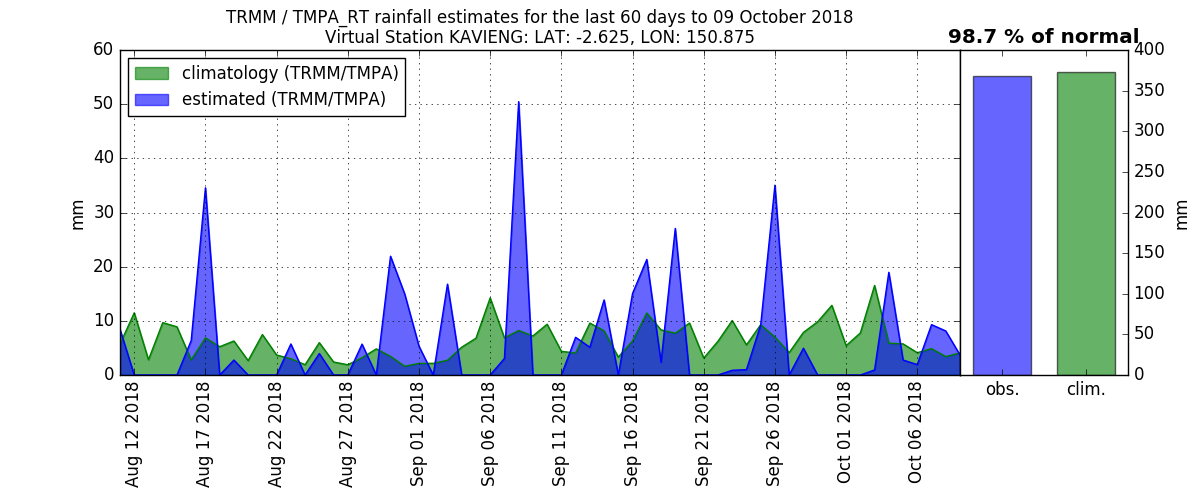 TRMM / TMPA_RT rainfall estimates for the last 60 days to 09 October 2018
Virtual Station KAVIENG: LAT: -2.625, LON: 150.875
98.7 % of normal
climatology (TRMM/TMPA)
estimated (TRMM/TMPA)
60
50
40
30
20
10
0
mm
400
350
300
250
200
150
100
50
0
mm
Aug 12 2018
Aug 17 2018
Aug 22 2018
Aug 27 2018
Sep 01 2018
Sep 06 2018
Sep 11 2018
Sep 16 2018
Sep 21 2018
Sep 26 2018
Oct 01 2018
Oct 06 2018
obs.
clim.